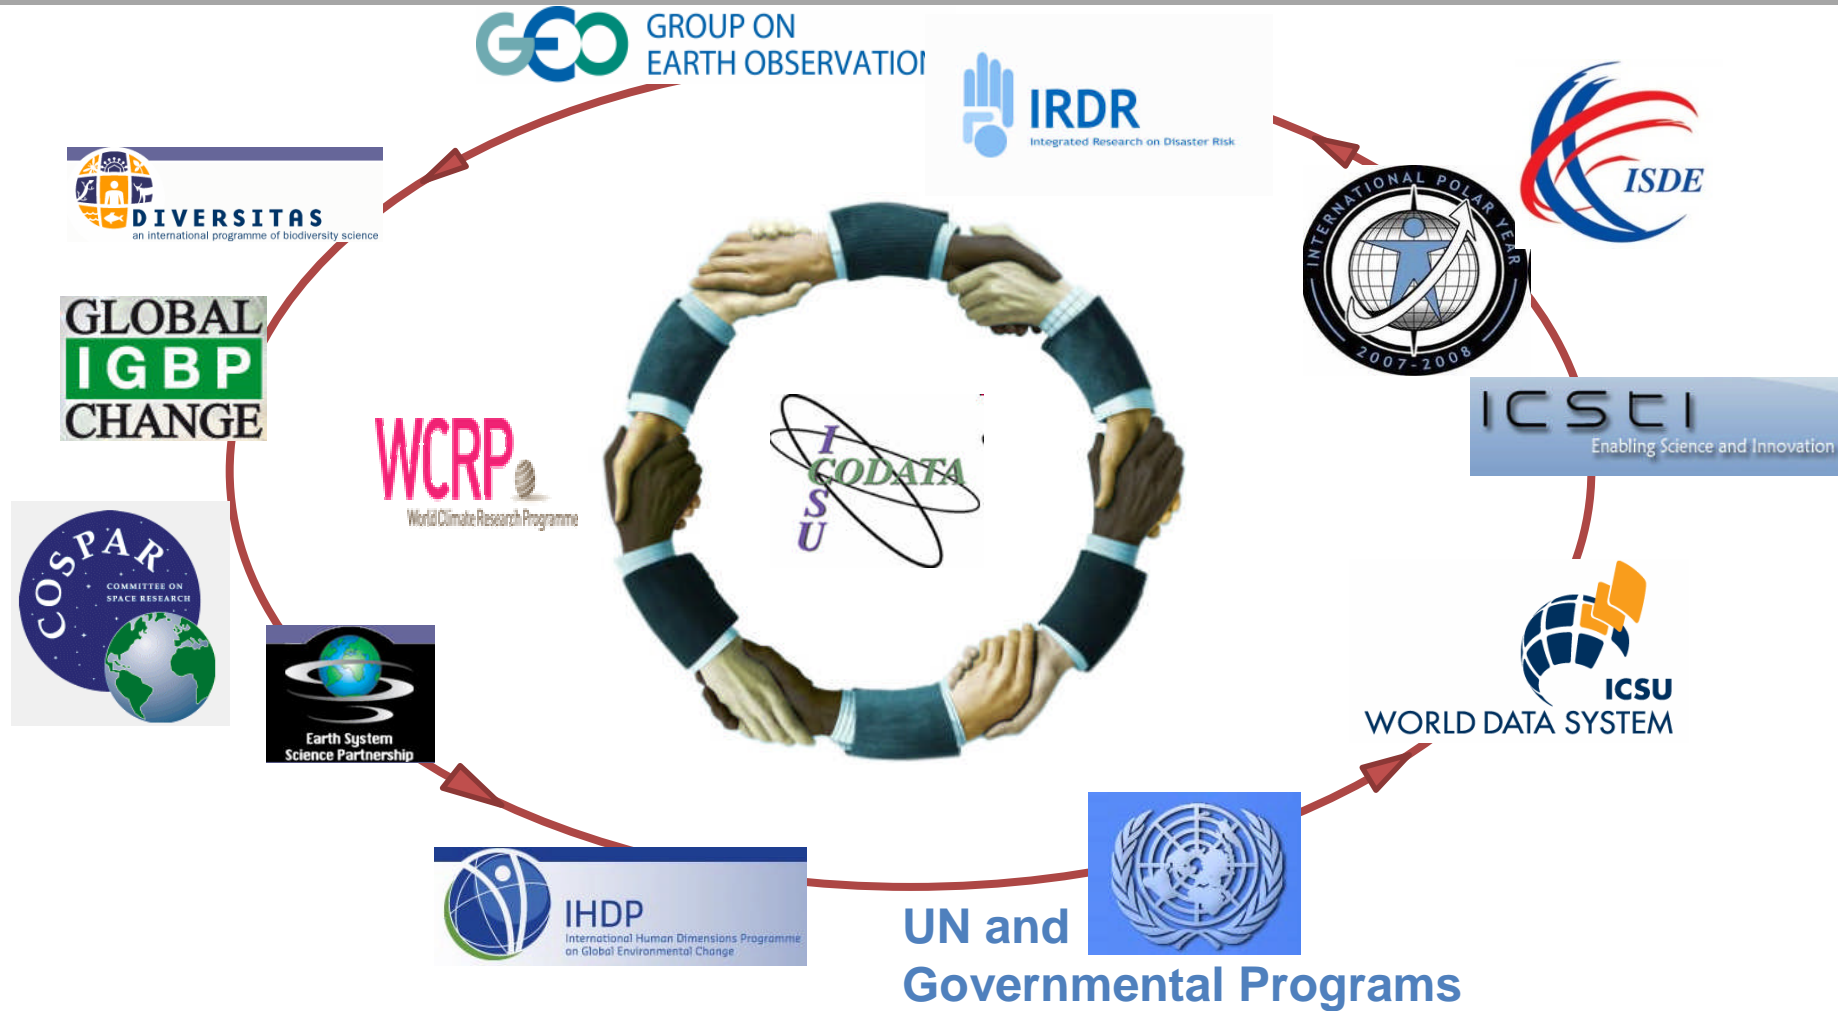 GEO
GROUP ON
EARTH OBSERVATIO
IRDR
Integrated Research on Disaster Risk
ISDE
INTERNATIONAL POLAR YEAR
2007-2008
DIVERSITAS
an international programme of biodiversity science
GLOBAL
IGBP
CHANGE
ICSTI
Enabling Science and Innovation
WCRP
World Climate Research Programme
ICSU
CODATA
COSPAR
COMMITTEE ON
SPACE RESEARCH
Earth System
Science Partnership
ICSU
WORLD DATA SYSTEM
IHDP
International Human Dimensions Programme
on Global Environmental Change
UN and
Governmental Programs